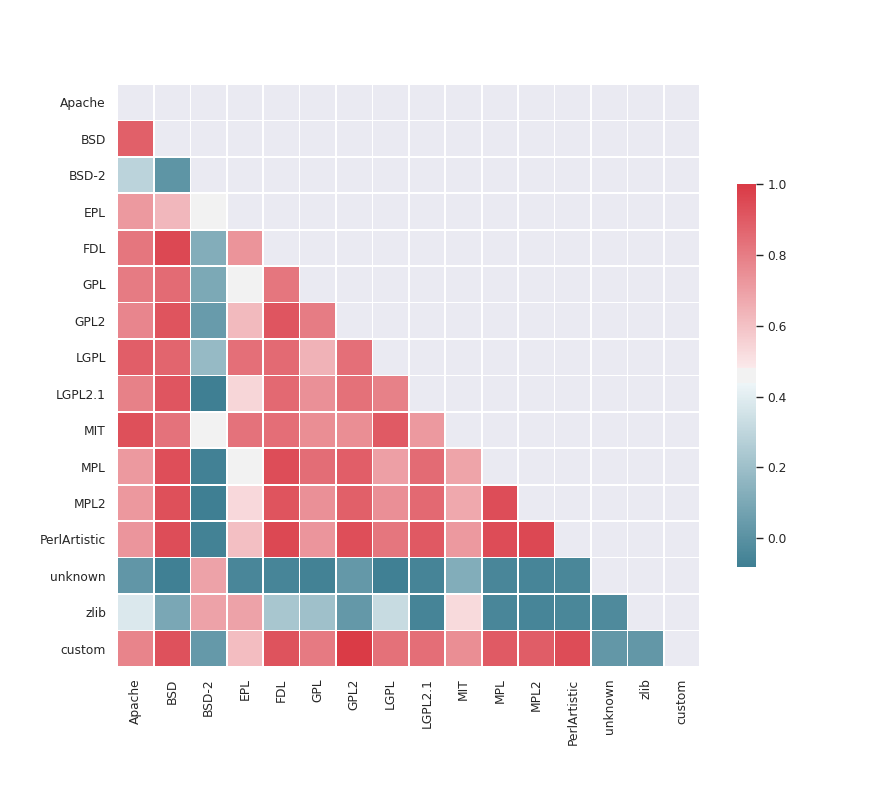 Apache
BSD
BSD-2
EPL
FDL
GPL
GPL2
LGPL
LGPL2.1
MIT
MPL
MPL2
PerlArtistic
unknown
zlib
custom
1.0
0.8
0.6
0.4
0.2
0.0
Apache
BSD
BSD-2
EPL
FDL
GPL
GPL2
LGPL
LGPL2.1
MIT
MPL
MPL2
PerlArtistic
unknown
zlib
custom